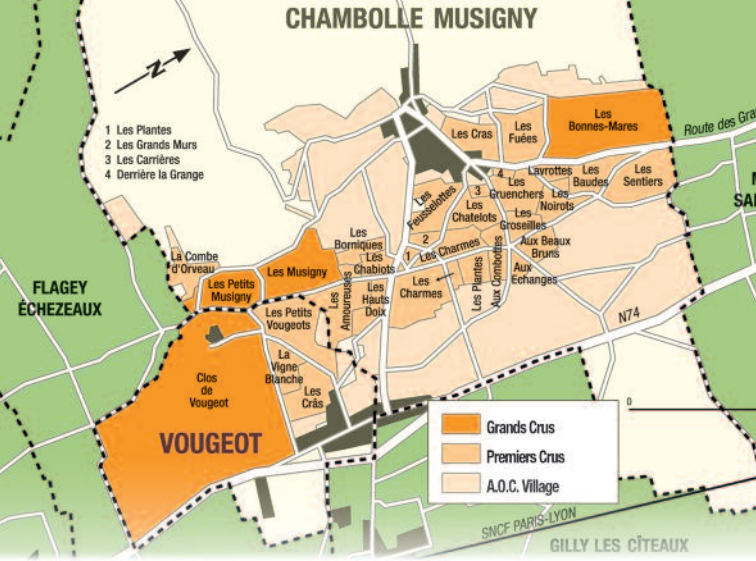 CHAMBOLLE MUSIGNY
N
1 Les Plantes
2 Les Grands Murs
3 Les Carrières
4 Derrière la Grange
Les
Bonnes-Mares
Route des Gra
Les Cras
Les
Fuées
Lavrottes
Les
Baudes
Les
Sentiers
4
3
Les
Gruenchers
Les
Noirots
Les
Feusselottes
Les
Chatelots
Les
Groseilles
2
1
Les Charmes
Aux Beaux
Bruns
Les
Borniques
Les
Chabiots
La Combe
d'Orveau
Les Musigny
Les Petits
Musigny
Les
Amoureuses
Les
Hauts
Doix
Les
Charmes
Les Plantes
Aux Combottes
Aux
Echanges
FLAGEY
ÉCHEZEAUX
Les Petits
Vougeots
N74
La
Vigne
Blanche
Les
Crâs
Clos
de
Vougeot
VOUGEOT
0
Grands Crus
Premiers Crus
A.O.C. Village
SNCF PARIS-LYON
GILLY LES CÎTEAUX